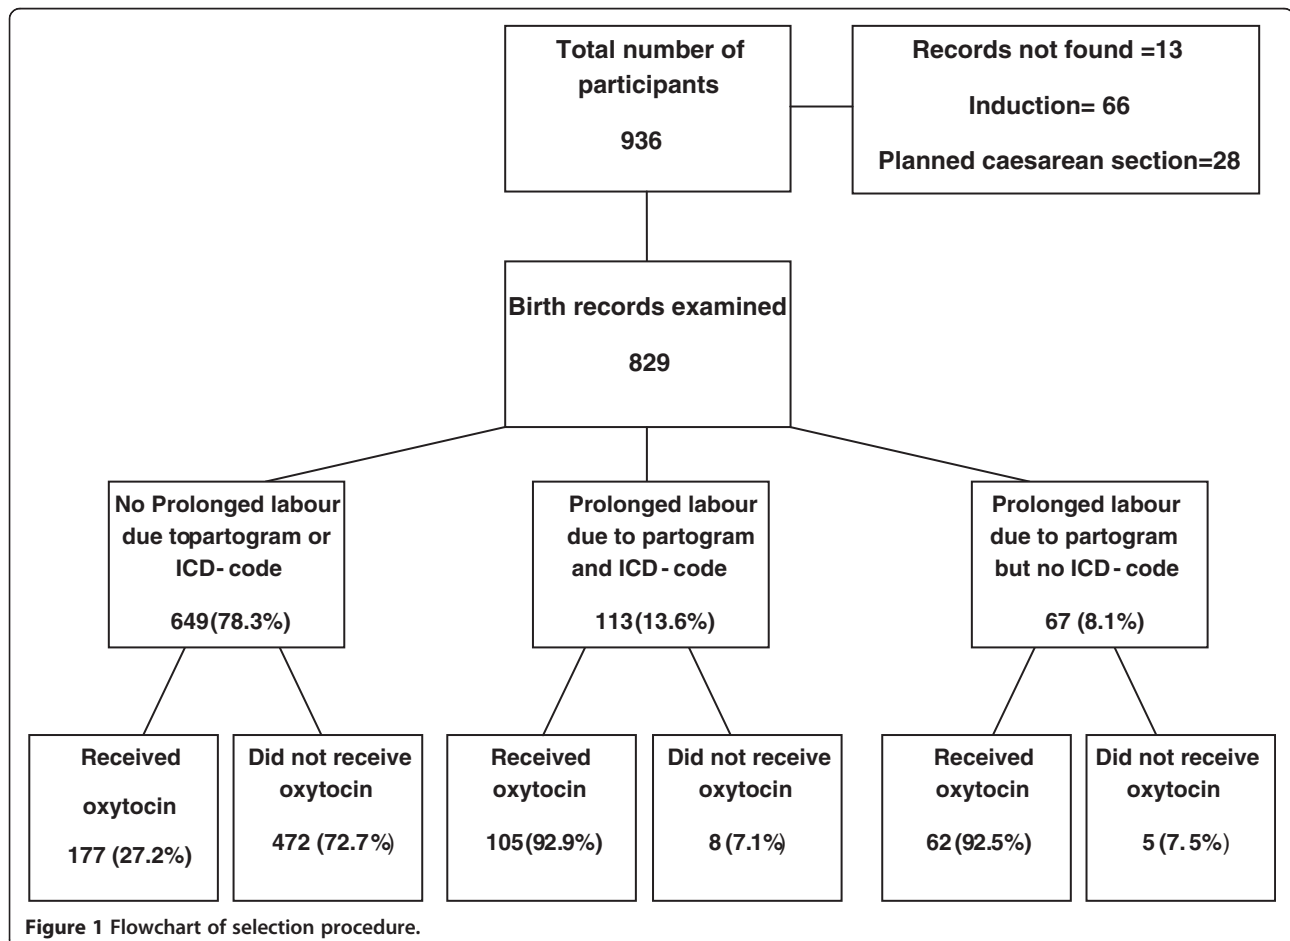 Total number of
participants
936
Records not found =13
Induction= 66
Planned caesarean section=28
Birth records examined
829
No Prolonged labour
due topartogram or
ICD- code
649(78.3%)
Prolonged labour
due to partogram
and ICD- code
113(13.6%)
Prolonged labour
due to partogram
but no ICD-code
67 (8.1%)
Received
oxytocin
177 (27.2%)
Did not receive
oxytocin
472 (72.7%)
Received
oxytocin
105(92.9%)
Did not receive
oxytocin
8 (7.1%)
Received
oxytocin
62(92.5%)
Did not receive
oxytocin
5 (7.5%)
Figure 1 Flowchart of selection procedure.